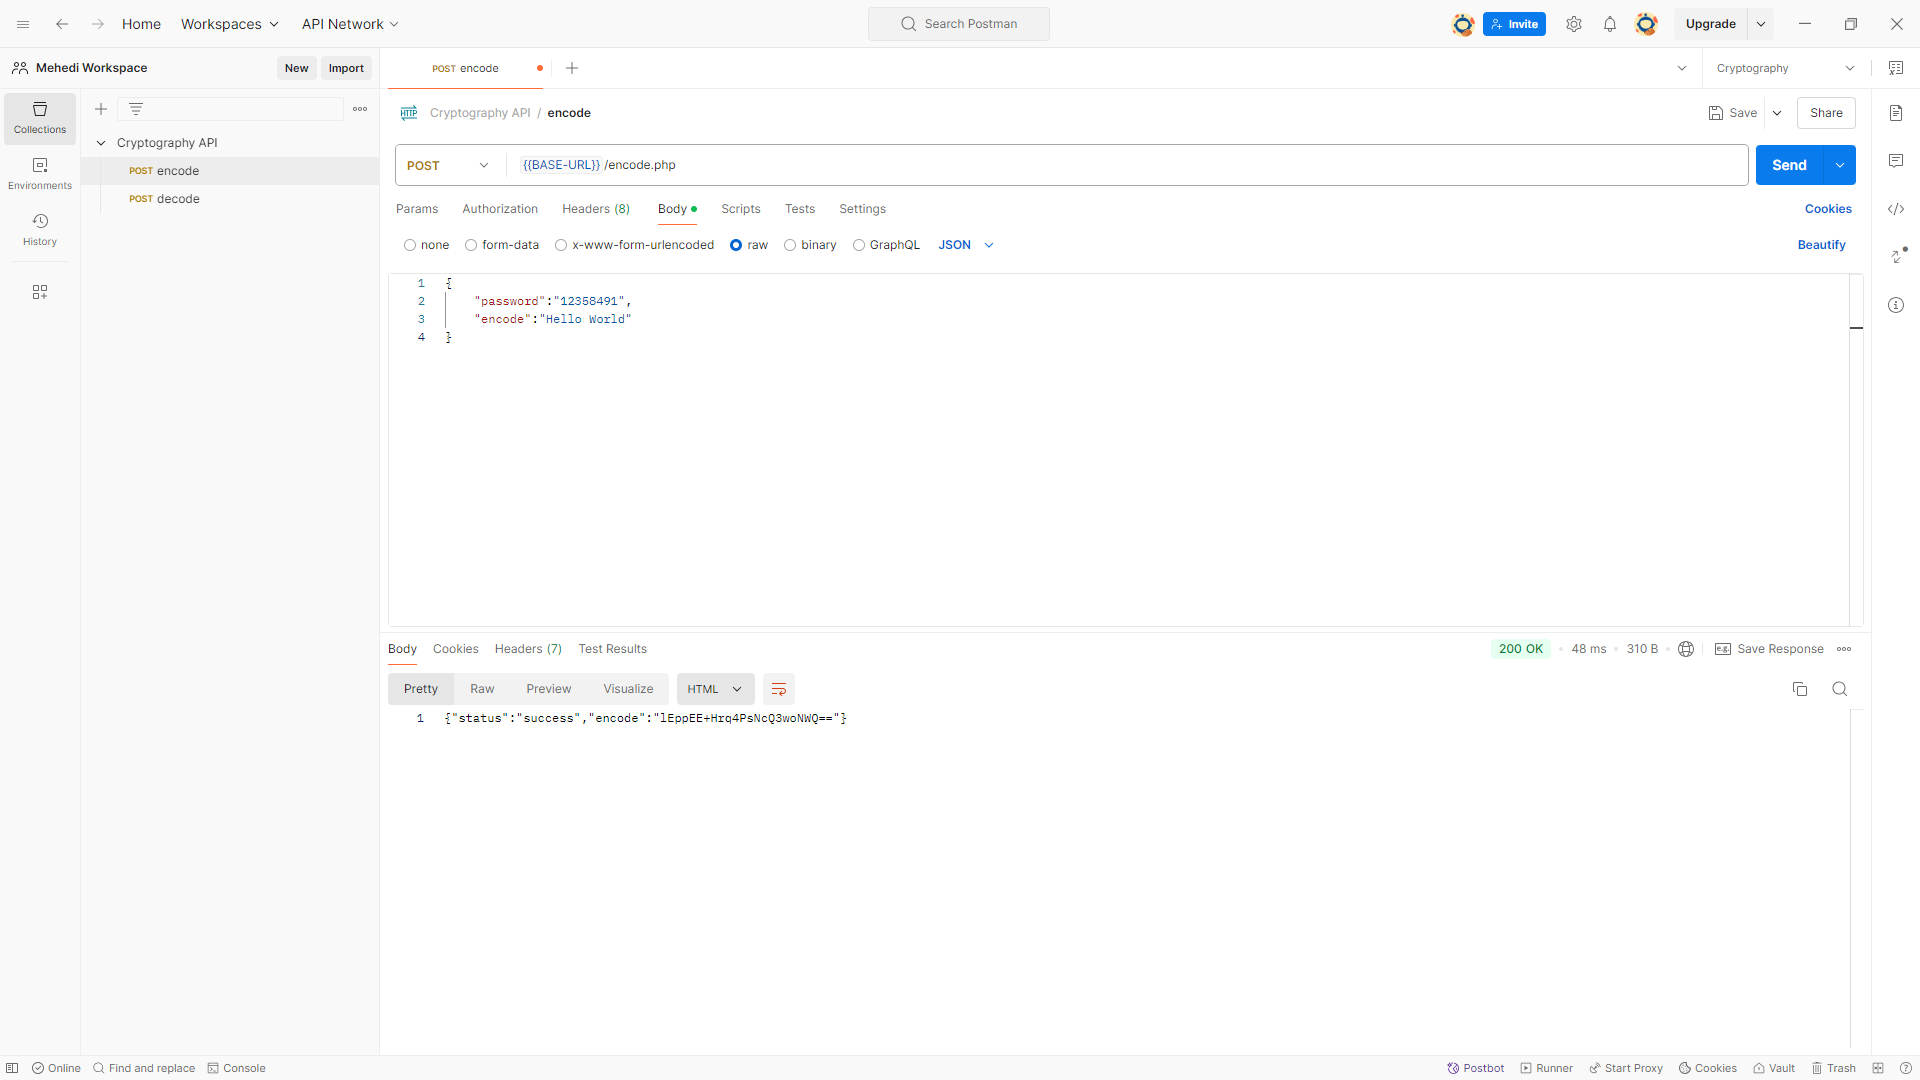 Home Workspaces API Network Search Postman Invite Upgrade
Mehedi Workspace New Import POST encode Cryptography
Collections
Environments
History
Cryptography API
POST encode
POST decode
HTTP Cryptography API / encode Save Share
POST {{BASE-URL}} /encode.php Send
Params Authorization Headers (8) Body Scripts Tests Settings Cookies
none form-data x-www-form-urlencoded raw binary GraphQL JSON Beautify
1 {
2 "password":"12358491",
3 "encode":"Hello World"
4 }
Body Cookies Headers (7) Test Results 200 OK 48 ms 310 B e.g. Save Response
Pretty Raw Preview Visualize HTML
1 {"status":"success","encode":"lEppEE+Hrq4PsNcQ3woNWQ=="}
Online Find and replace Console Postbot Runner Start Proxy Cookies Vault Trash